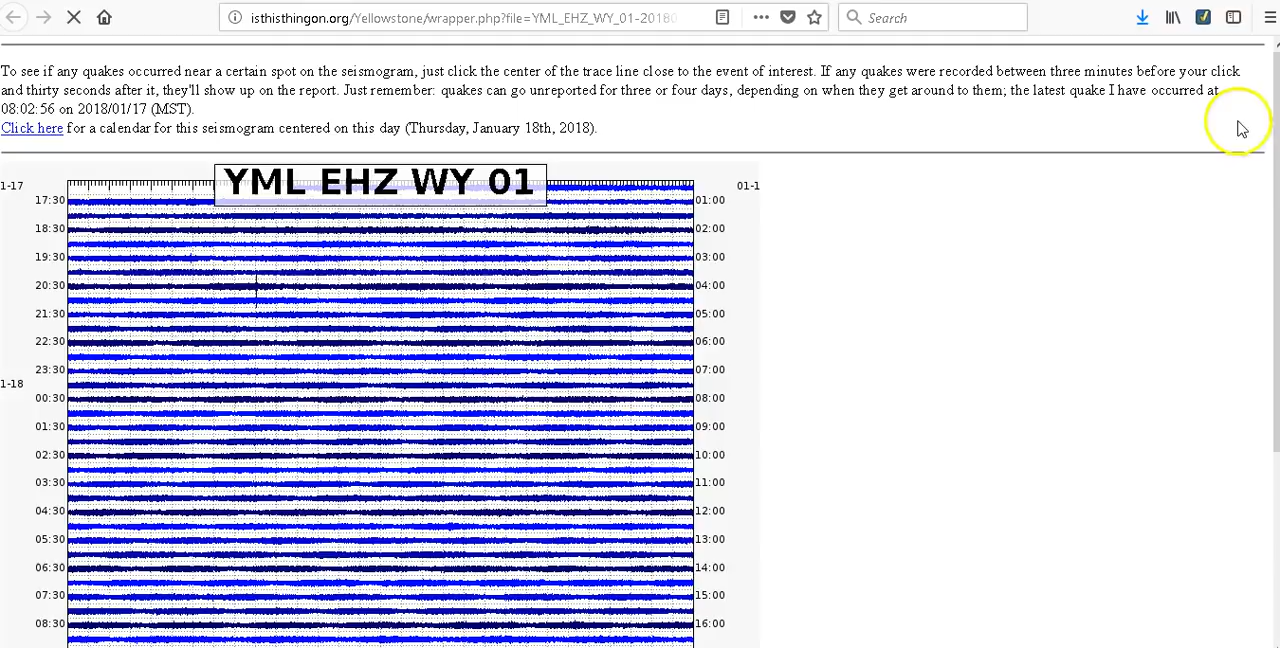 isthisthingon.org/Yellowstone/wrapper.php?file=YML_EHZ_WY_01-20180
Search
To see if any quakes occurred near a certain spot on the seismogram, just click the center of the trace line close to the event of interest. If any quakes were recorded between three minutes before your click
and thirty seconds after it, they'll show up on the report. Just remember: quakes can go unreported for three or four days, depending on when they get around to them; the latest quake I have occurred at
08:02:56 on 2018/01/17 (MST).
Click here for a calendar for this seismogram centered on this day (Thursday, January 18th, 2018).
YML EHZ WY 01
1-17 01-1
17:30 01:00
18:30 02:00
19:30 03:00
20:30 04:00
21:30 05:00
22:30 06:00
23:30 07:00
1-18
00:30 08:00
01:30 09:00
02:30 10:00
03:30 11:00
04:30 12:00
05:30 13:00
06:30 14:00
07:30 15:00
08:30 16:00